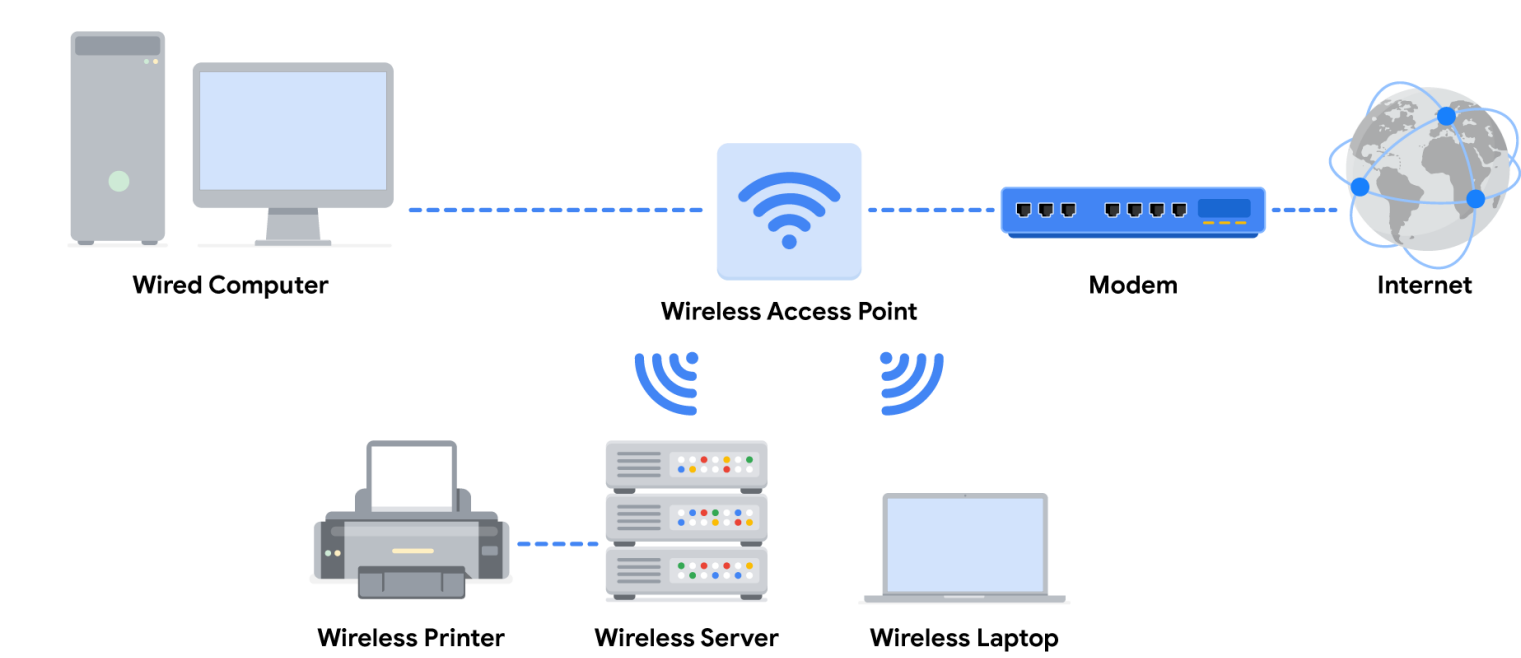 Wired Computer
Wireless Access Point
Modem
Internet
Wireless Printer
Wireless Server
Wireless Laptop